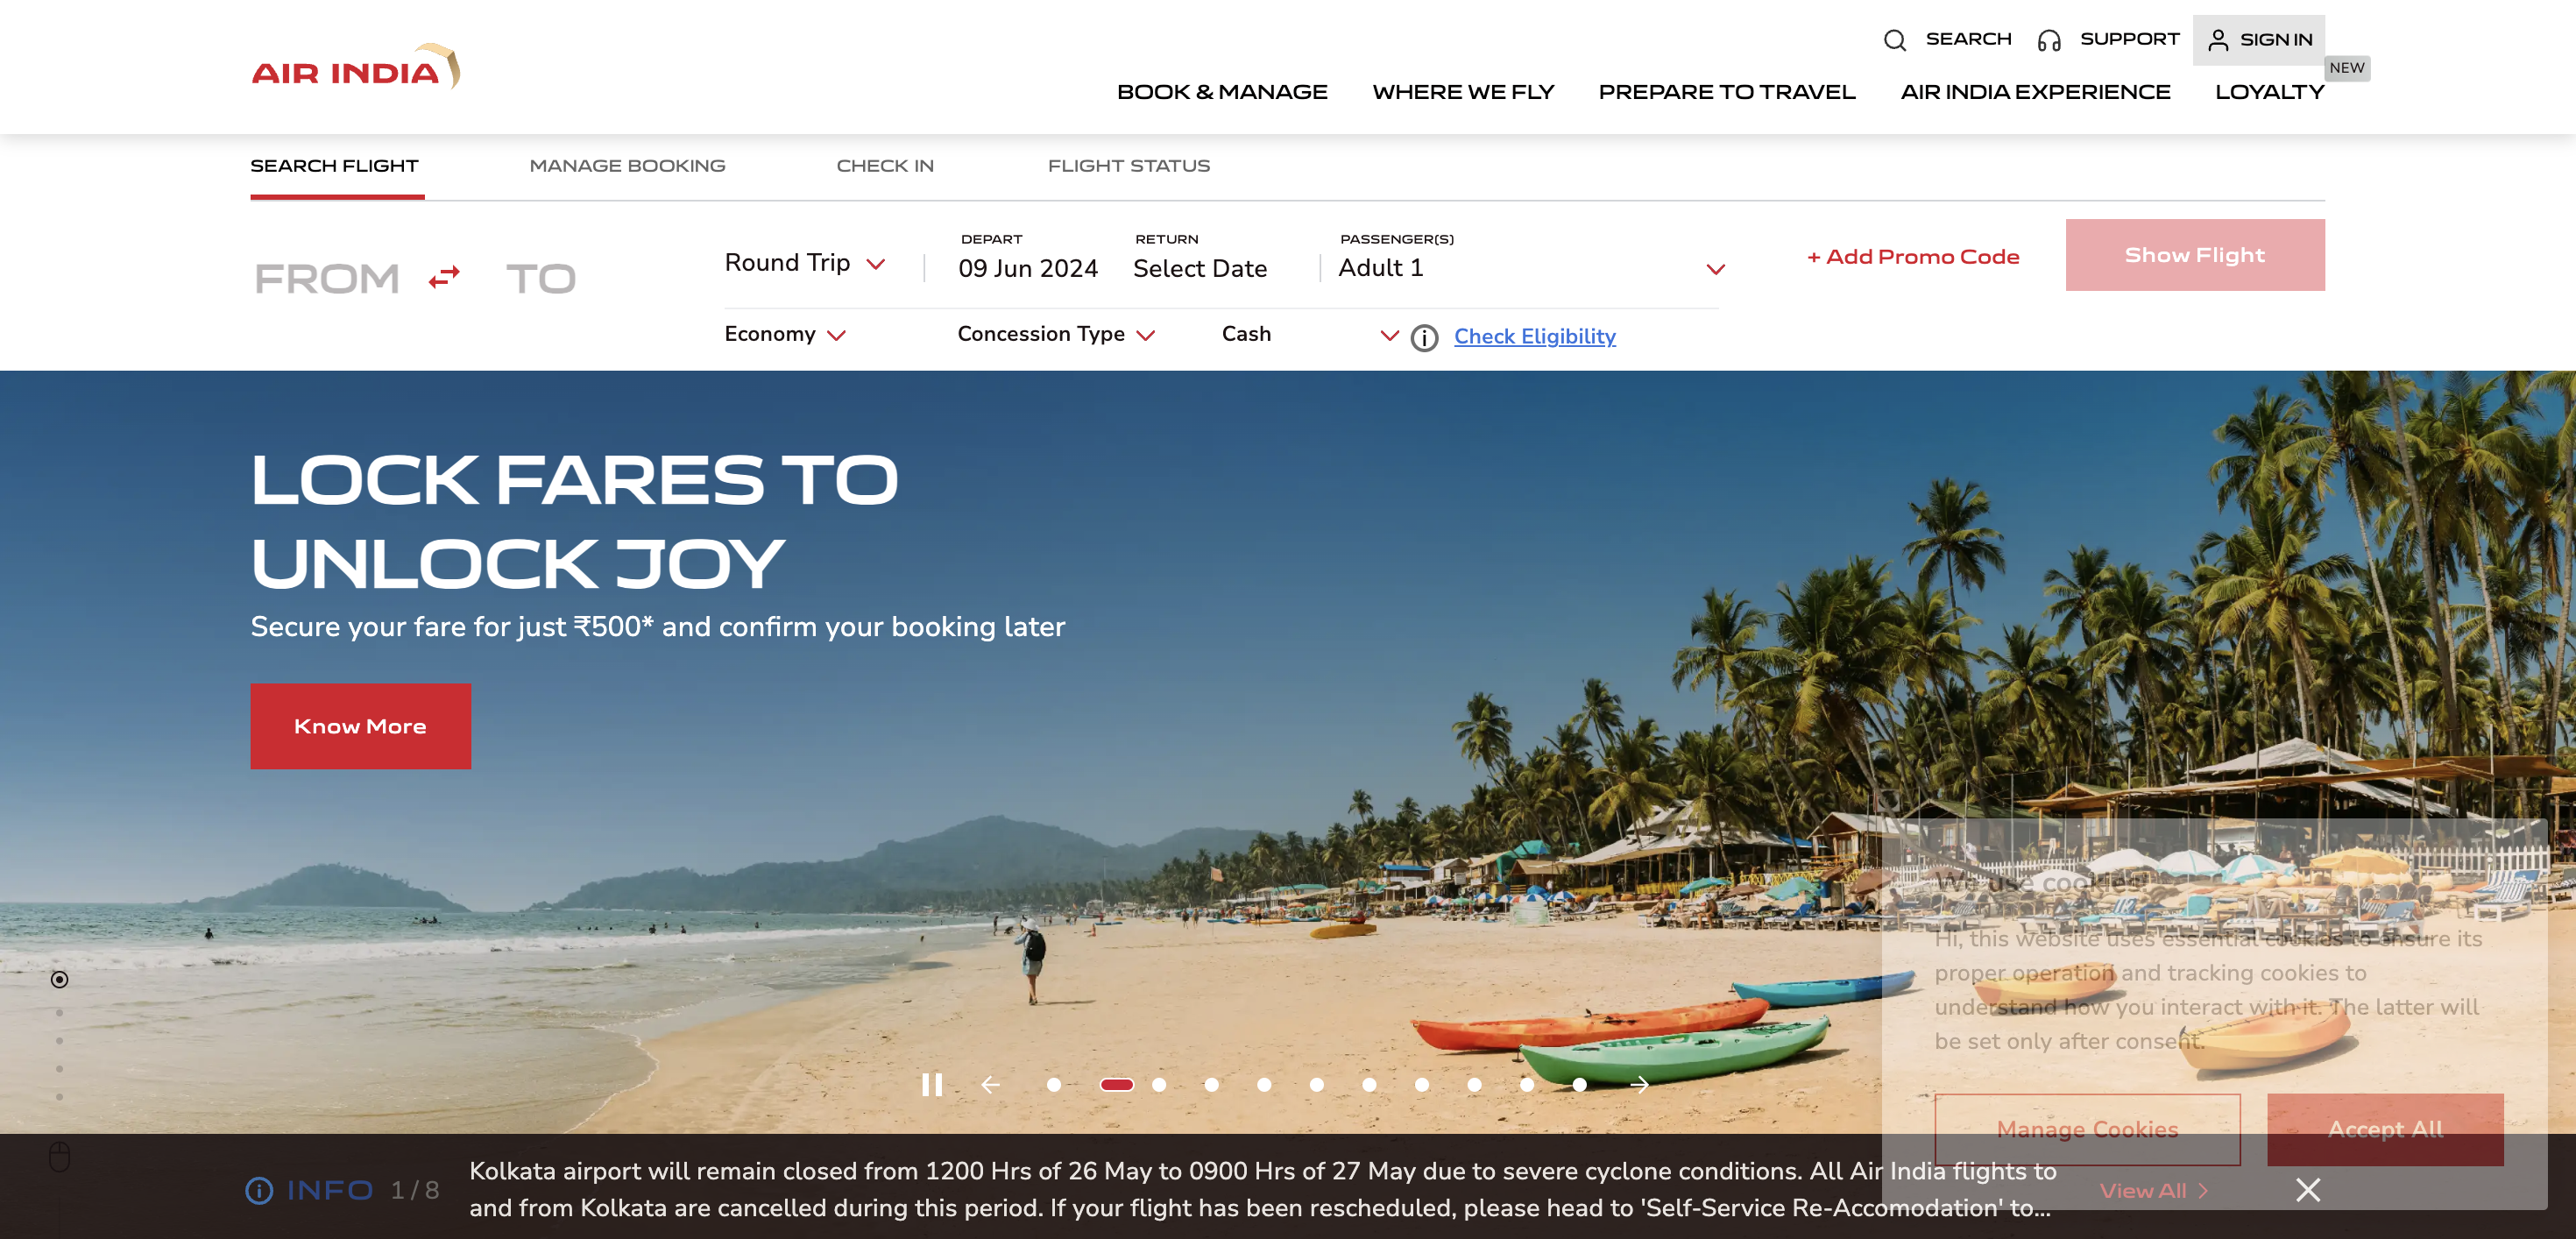 AIR INDIA
SEARCH
SUPPORT
SIGN IN
NEW
BOOK & MANAGE
WHERE WE FLY
PREPARE TO TRAVEL
AIR INDIA EXPERIENCE
LOYALTY
SEARCH FLIGHT
MANAGE BOOKING
CHECK IN
FLIGHT STATUS
FROM
TO
Round Trip
DEPART
09 Jun 2024
RETURN
Select Date
PASSENGER(S)
Adult 1
+ Add Promo Code
Show Flight
Economy
Concession Type
Cash
Check Eligibility
LOCK FARES TO
UNLOCK JOY
Secure your fare for just ₹500* and confirm your booking later
Know More
We use cookies!
Hi, this website uses essential cookies to ensure its
proper operation and tracking cookies to
understand how you interact with it. The latter will
be set only after consent.
Manage Cookies
Accept All
INFO 1 / 8
Kolkata airport will remain closed from 1200 Hrs of 26 May to 0900 Hrs of 27 May due to severe cyclone conditions. All Air India flights to
and from Kolkata are cancelled during this period. If your flight has been rescheduled, please head to 'Self-Service Re-Accomodation' to...
View All